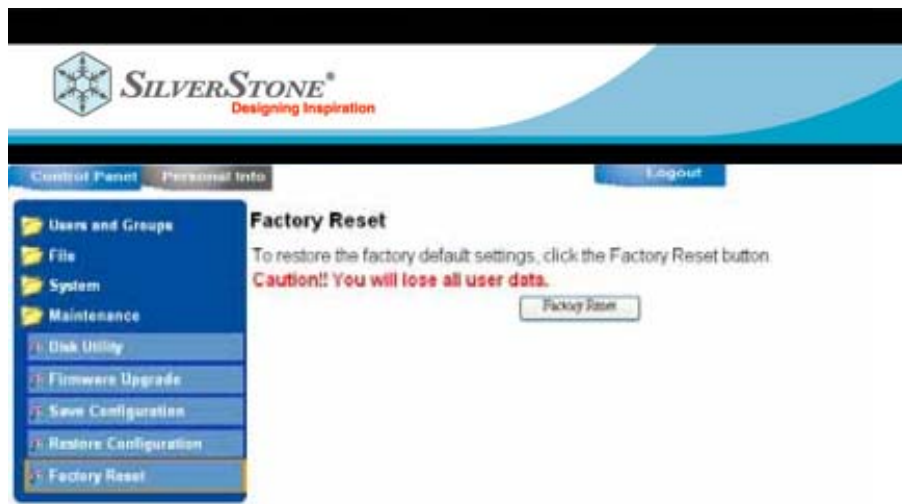 SILVERSTONE®
Designing Inspiration
Control Panel Personal Info Logout
Users and Groups
File
System
Maintenance
Disk Utility
Firmware Upgrade
Save Configuration
Restore Configuration
Factory Reset
Factory Reset
To restore the factory default settings, click the Factory Reset button.
Caution!! You will lose all user data.
Factory Reset